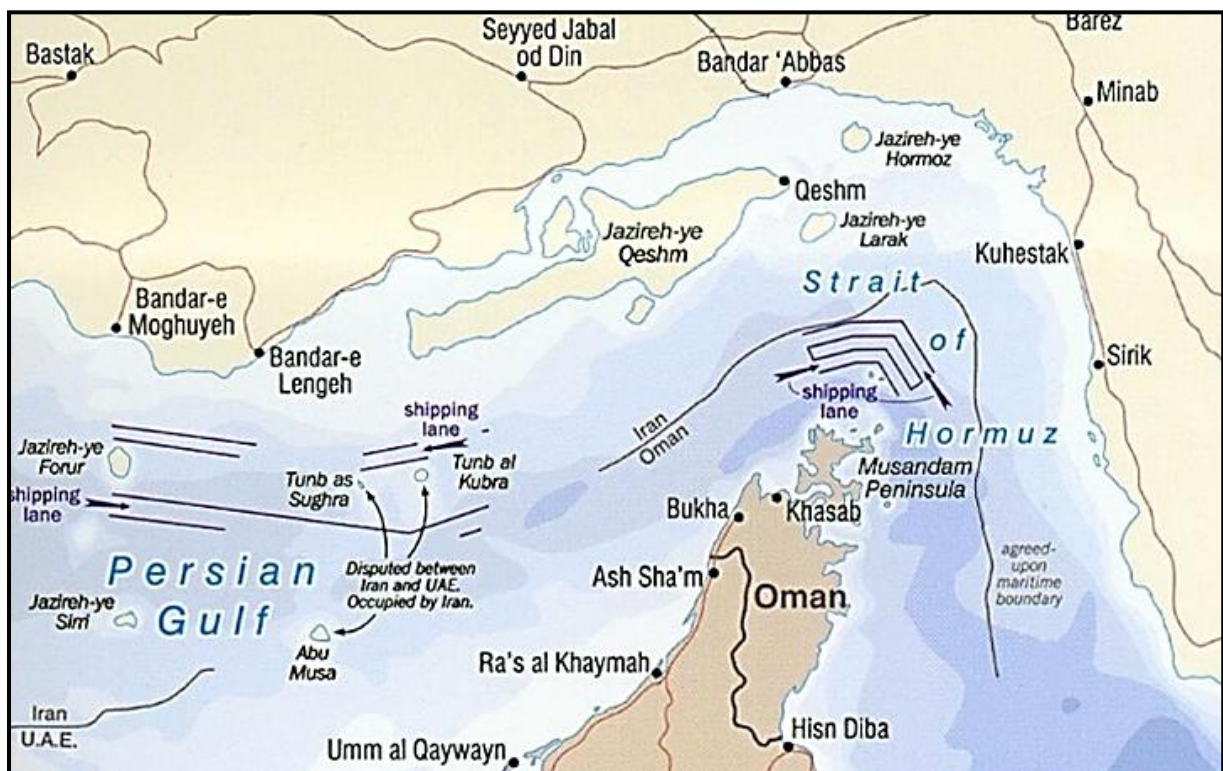 Barez
Bastak
Seyyed Jabal
od Din
Bandar 'Abbas
Minab
Jazireh-ye
Hormoz
Qeshm
Jazireh-ye
Qeshm
Jazireh-ye
Larak
Kuhestak
Strait
of
Hormuz
Bandar-e
Moghuyeh
Bandar-e
Lengeh
Sirik
shipping
lane
shipping
lane
Iran
Oman
Jazireh-ye
Forur
Tunb as
Sughra
Tunb al
Kubra
Musandam
Peninsula
shipping
lane
Bukha
Khasab
Persian
Gulf
Disputed between
Iran and UAE.
Occupied by Iran.
agreed-
upon
maritime
boundary
Ash Sha'm
Oman
Jazireh-ye
Sirri
Abu
Musa
Ra's al Khaymah
Iran
U.A.E.
Hisn Diba
Umm al Qaywayn